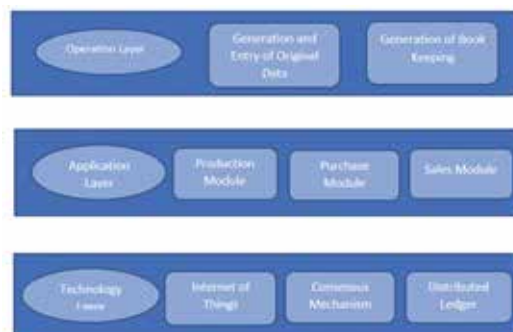 Operation Layer
Generation and
Entry of Original
Data
Generation of Book
Keeping
Application
Layer
Production
Module
Purchase
Module
Sales Module
Technology
Layer
Internet of
Things
Consensus
Mechanism
Distributed
Ledger